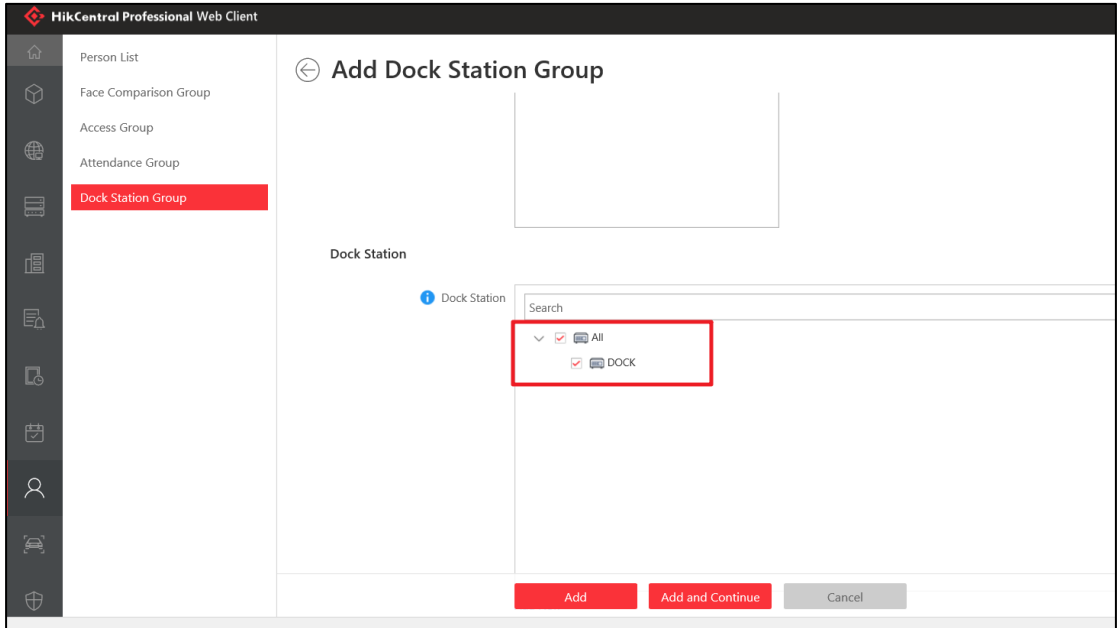 HikCentral Professional Web Client
Person List
Face Comparison Group
Access Group
Attendance Group
Dock Station Group
Add Dock Station Group
Dock Station
Dock Station
Search
All
DOCK
Add
Add and Continue
Cancel